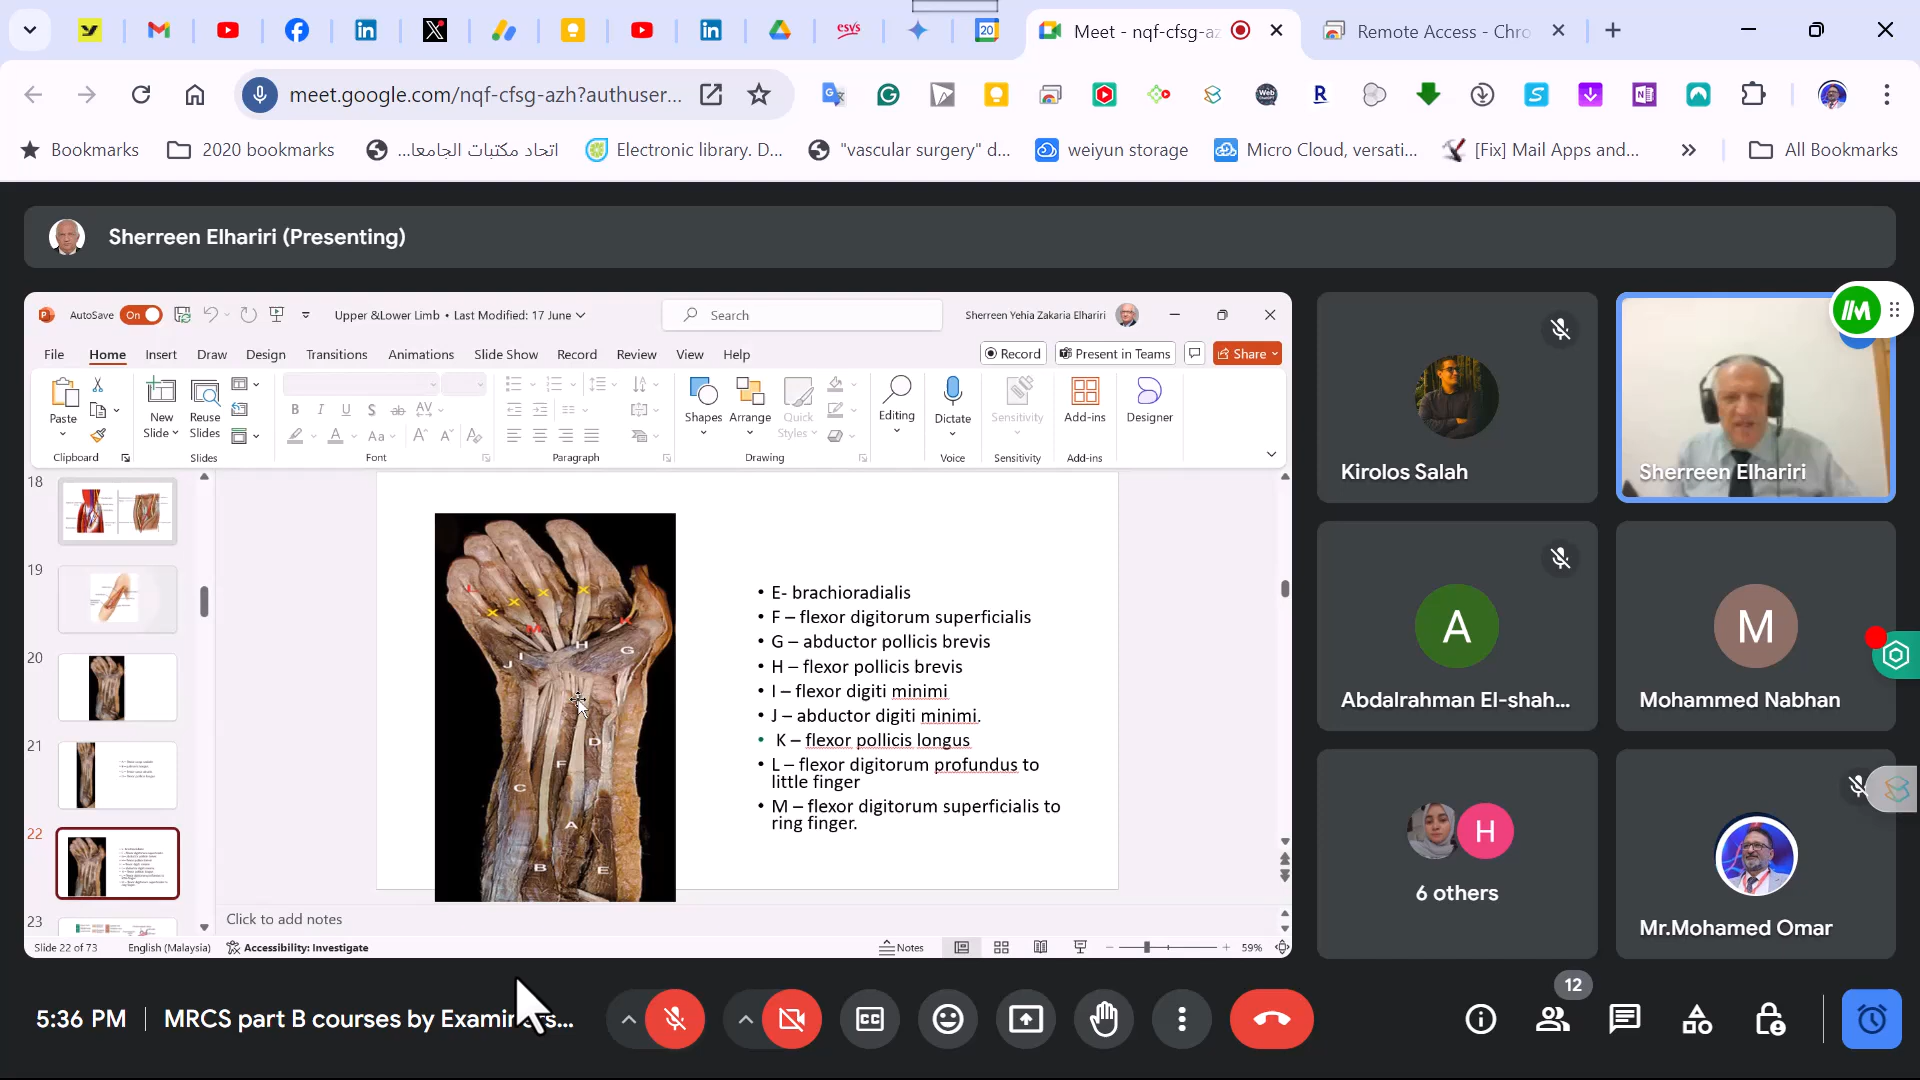 esvs
20
Meet - nqf-cfsg-az
Remote Access - Chro
meet.google.com/nqf-cfsg-azh?authuser...
Bookmarks
2020 bookmarks
اتحاد مكتبات الجامعا...
Electronic library. D...
"vascular surgery" d...
weiyun storage
Micro Cloud, versati...
[Fix] Mail Apps and...
All Bookmarks
Sherreen Elhariri (Presenting)
AutoSave On
Upper &Lower Limb • Last Modified: 17 June
Search
Sherreen Yehia Zakaria Elhariri
File Home Insert Draw Design Transitions Animations Slide Show Record Review View Help
Record
Present in Teams
Share
Paste
New Slide
Reuse Slides
Shapes
Arrange
Quick Styles
Editing
Dictate
Sensitivity
Add-ins
Designer
Clipboard
Slides
Font
Paragraph
Drawing
Voice
Sensitivity
Add-ins
18
19
20
21
22
23
L X X X X
M K
J I H G
D
F
C
A
B E
• E- brachioradialis
• F – flexor digitorum superficialis
• G – abductor pollicis brevis
• H – flexor pollicis brevis
• I – flexor digiti minimi
• J – abductor digiti minimi.
• K – flexor pollicis longus
• L – flexor digitorum profundus to
little finger
• M – flexor digitorum superficialis to
ring finger.
Click to add notes
Slide 22 of 73
English (Malaysia)
Accessibility: Investigate
Notes
59%
Kirolos Salah
Sherreen Elhariri
A
Abdalrahman El-shah...
M
Mohammed Nabhan
H
6 others
Mr.Mohamed Omar
5:36 PM
MRCS part B courses by Examin
s...
12